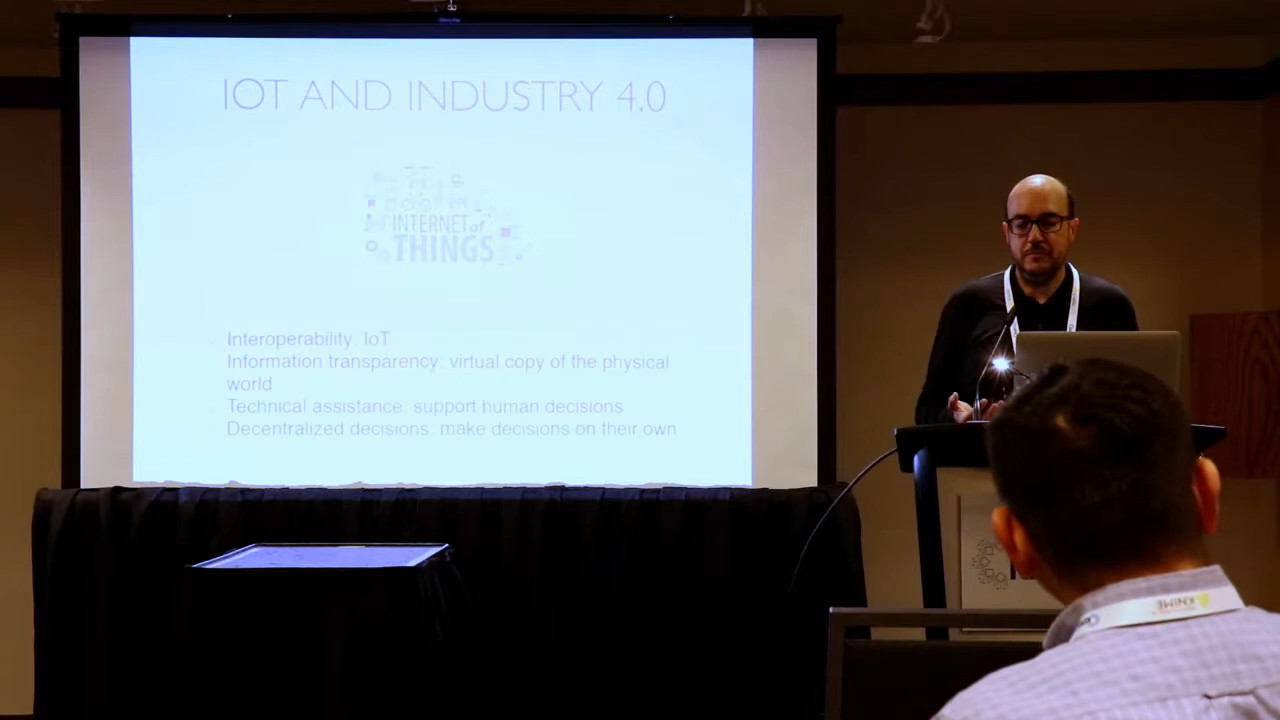 IOT AND INDUSTRY 4.0
INTERNET of
THINGS
Interoperability, IoT
Information transparency: virtual copy of the physical
world
Technical assistance: support human decisions
Decentralized decisions: make decisions on their own
KNIME